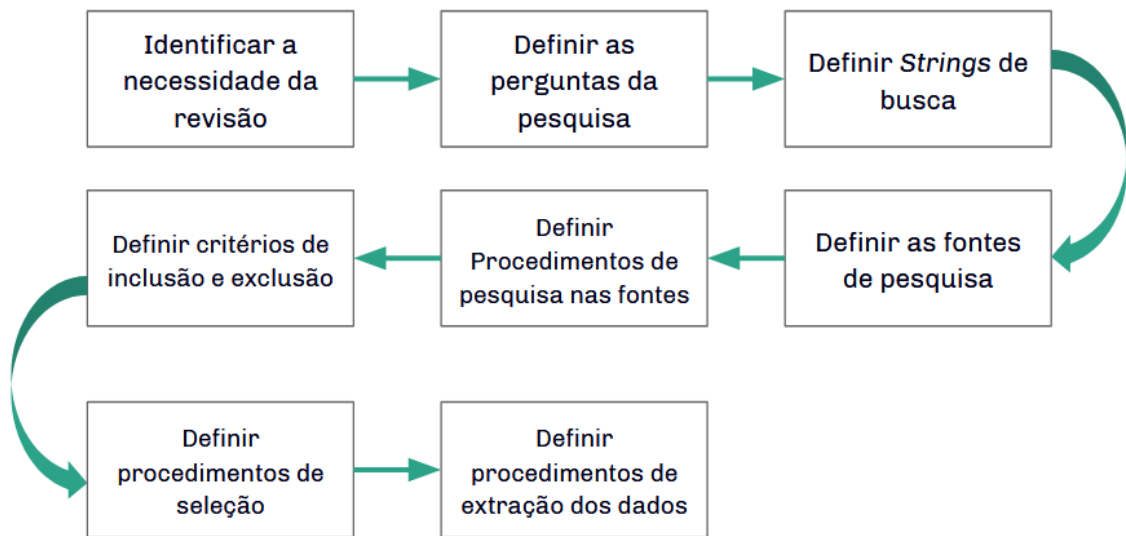 Identificar a
necessidade da
revisão
Definir as
perguntas da
pesquisa
Definir Strings de
busca
Definir as fontes
de pesquisa
Definir
Procedimentos de
pesquisa nas fontes
Definir critérios de
inclusão e exclusão
Definir
procedimentos de
seleção
Definir
procedimentos de
extração dos dados